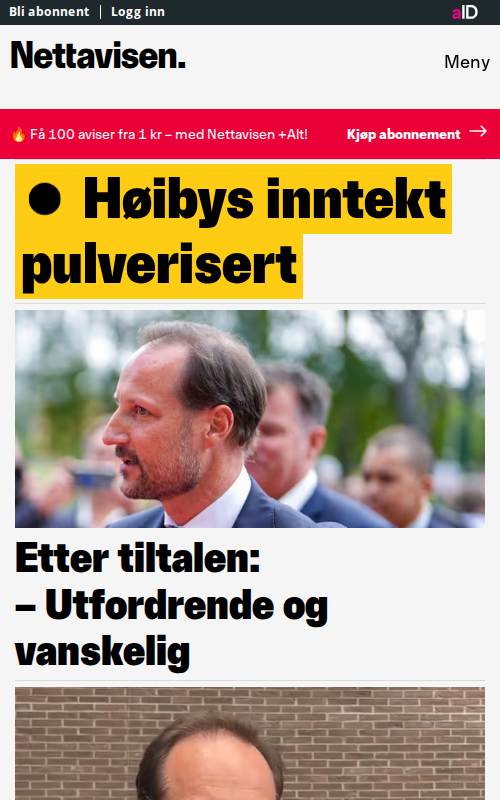 Bli abonnent | Logg inn
aID
Nettavisen.
Meny
🔥 Få 100 aviser fra 1 kr – med Nettavisen +Alt!
Kjøp abonnement →
● Høibys inntekt
pulverisert
Etter tiltalen:
– Utfordrende og
vanskelig